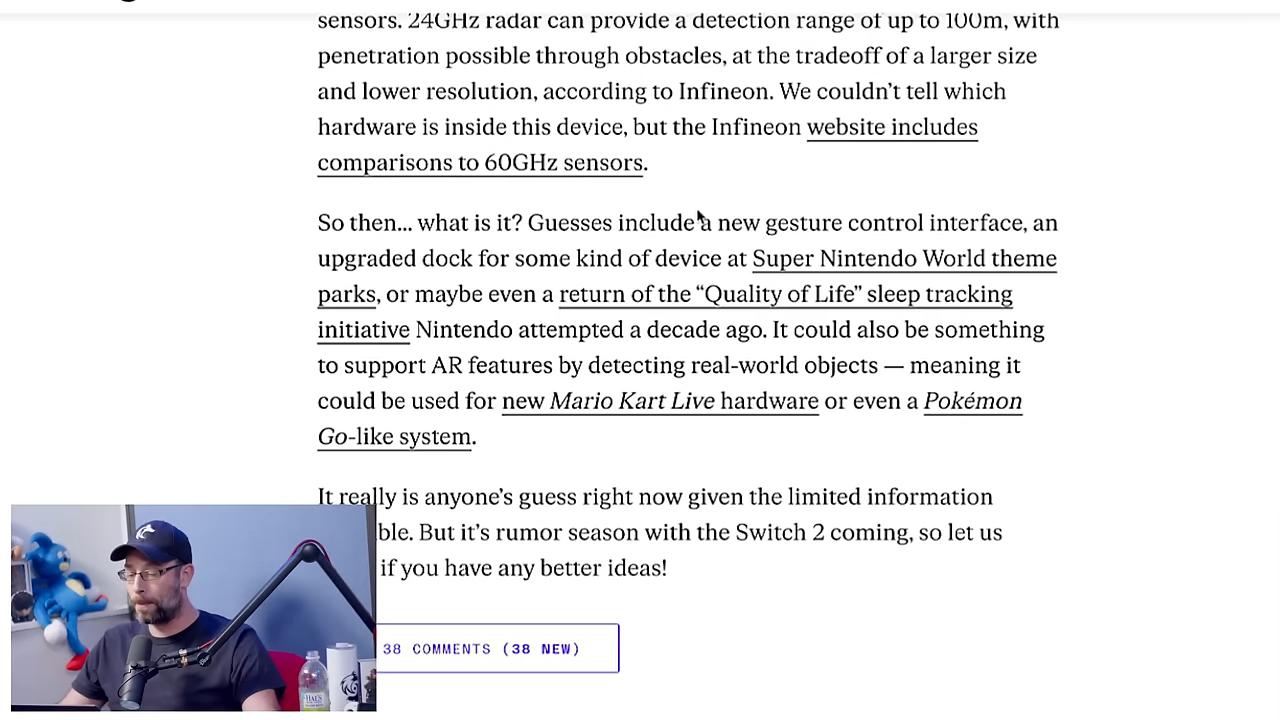 sensors. 24GHz radar can provide a detection range of up to 100m, with
penetration possible through obstacles, at the tradeoff of a larger size
and lower resolution, according to Infineon. We couldn’t tell which
hardware is inside this device, but the Infineon website includes
comparisons to 60GHz sensors.
So then... what is it? Guesses include a new gesture control interface, an
upgraded dock for some kind of device at Super Nintendo World theme
parks, or maybe even a return of the “Quality of Life” sleep tracking
initiative Nintendo attempted a decade ago. It could also be something
to support AR features by detecting real-world objects — meaning it
could be used for new Mario Kart Live hardware or even a Pokémon
Go-like system.
It really is anyone’s guess right now given the limited information
ble. But it’s rumor season with the Switch 2 coming, so let us
if you have any better ideas!
38 COMMENTS (38 NEW)